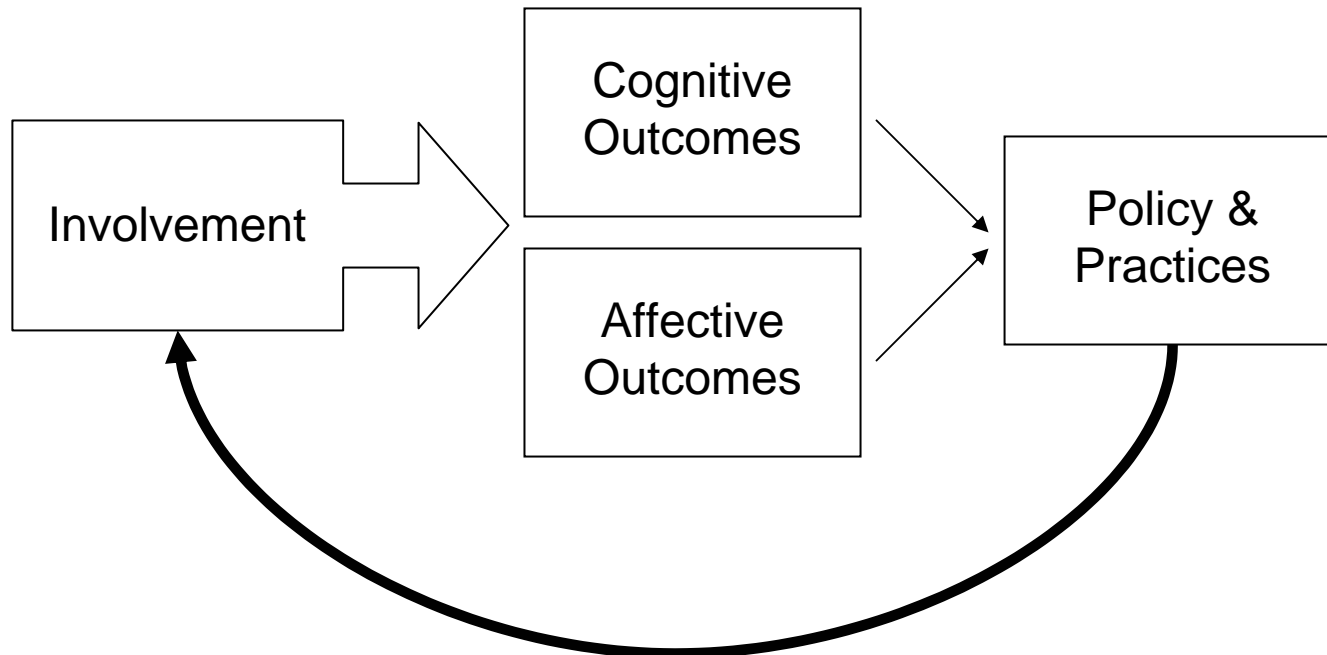 Involvement
Cognitive
Outcomes
Affective
Outcomes
Policy &
Practices